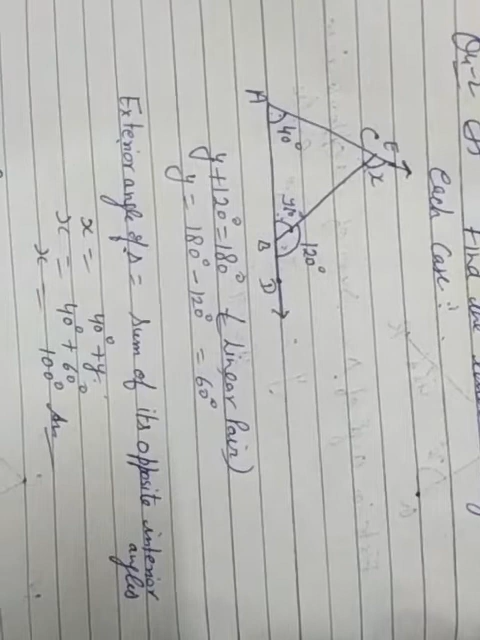 Find the
each case :
E
C
x
A
40°
y
120°
B
D
y + 120° = 180° { Linear Pair)
y = 180° - 120° = 60°
Exterior angle of Δ = Sum of its opposite interior
angles
x = 40° + y.
x = 40° + 60°
x = 100° Ans